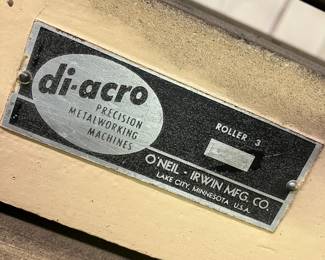 di-acro
PRECISION
METALWORKING
MACHINES
ROLLER 3
O'NEIL - IRWIN MFG. CO.
LAKE CITY, MINNESOTA U.S.A.